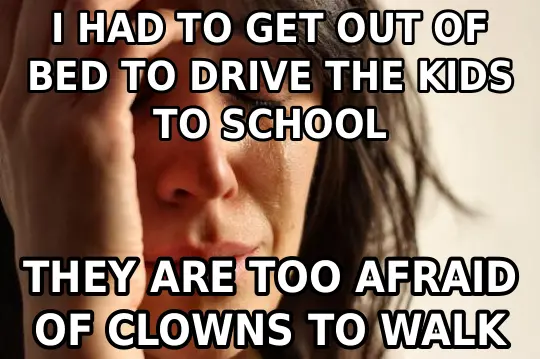 I HAD TO GET OUT OF
BED TO DRIVE THE KIDS
TO SCHOOL
THEY ARE TOO AFRAID
OF CLOWNS TO WALK